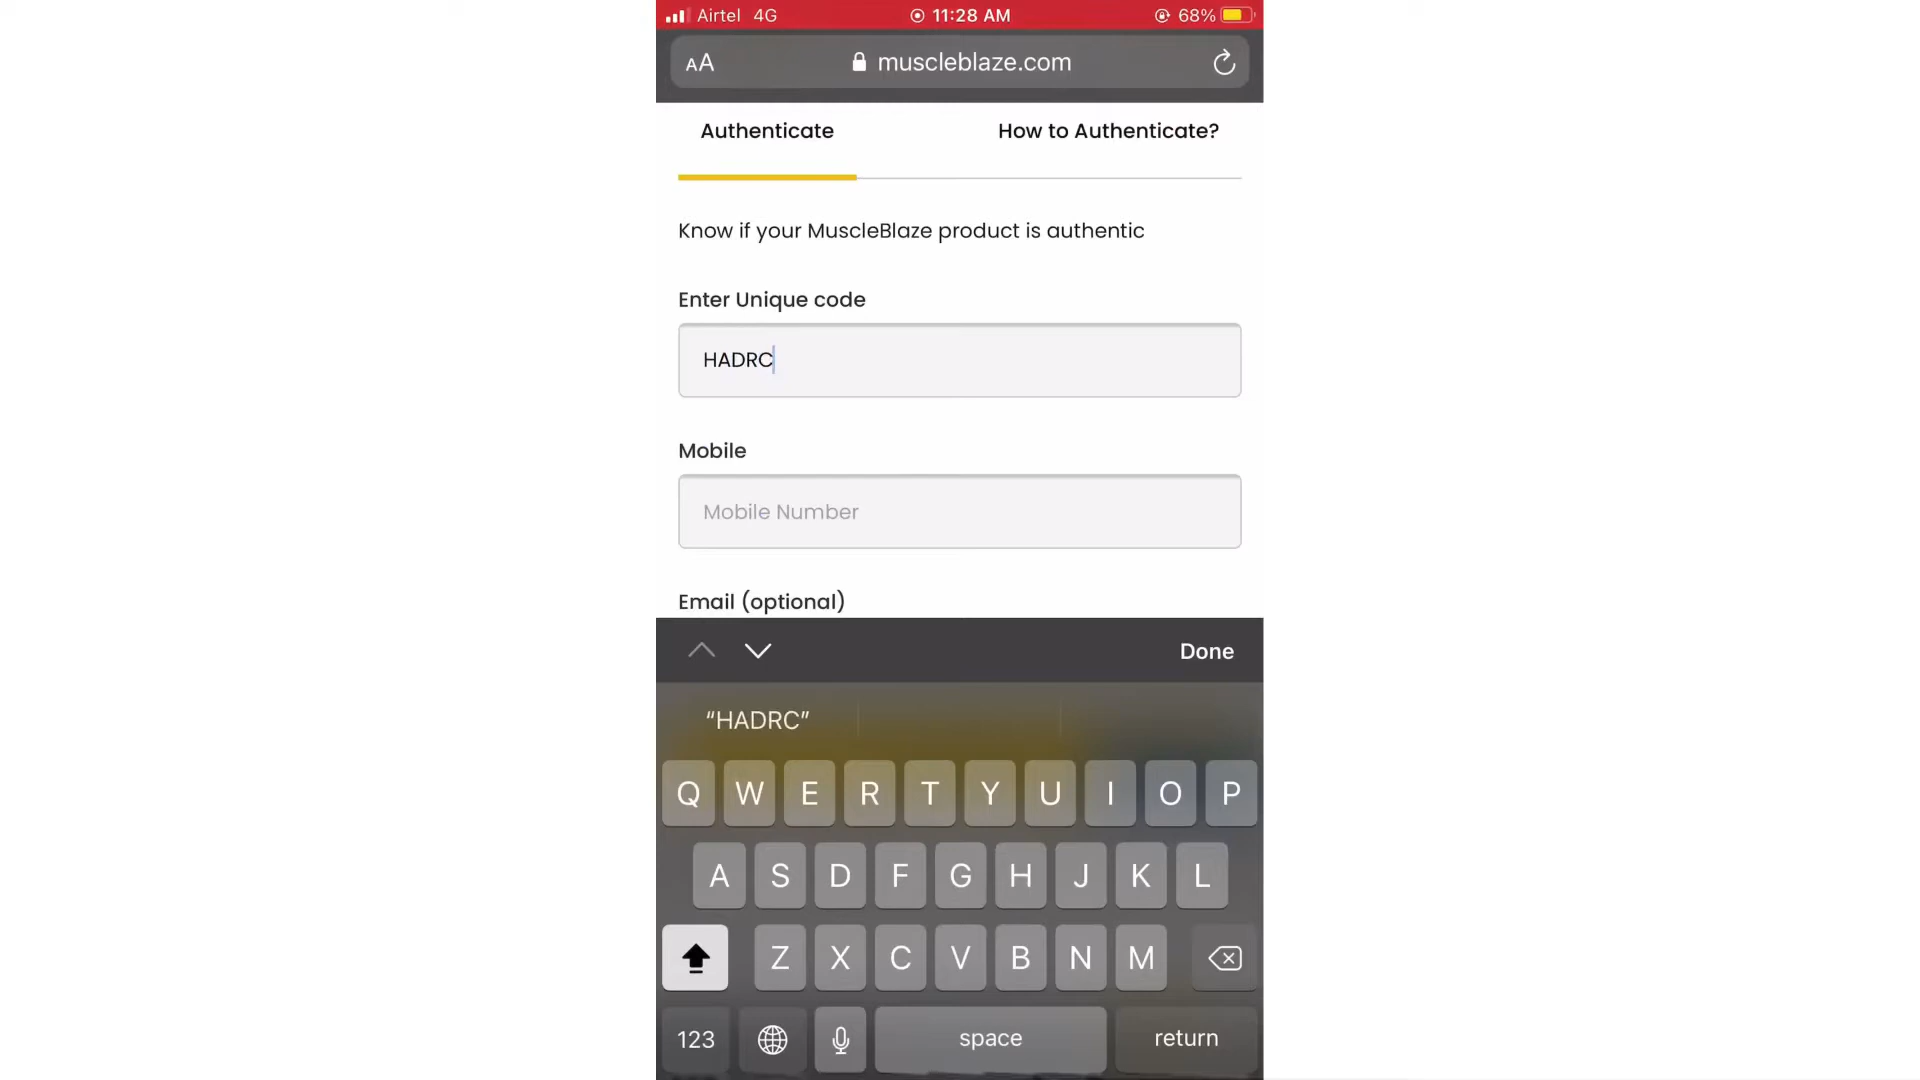 Airtel 4G 11:28 AM 68%
AA muscleblaze.com
Authenticate How to Authenticate?
Know if your MuscleBlaze product is authentic
Enter Unique code
HADRC
Mobile
Mobile Number
Email (optional)
Done
“HADRC”
Q W E R T Y U I O P
A S D F G H J K L
Z X C V B N M
123 space return